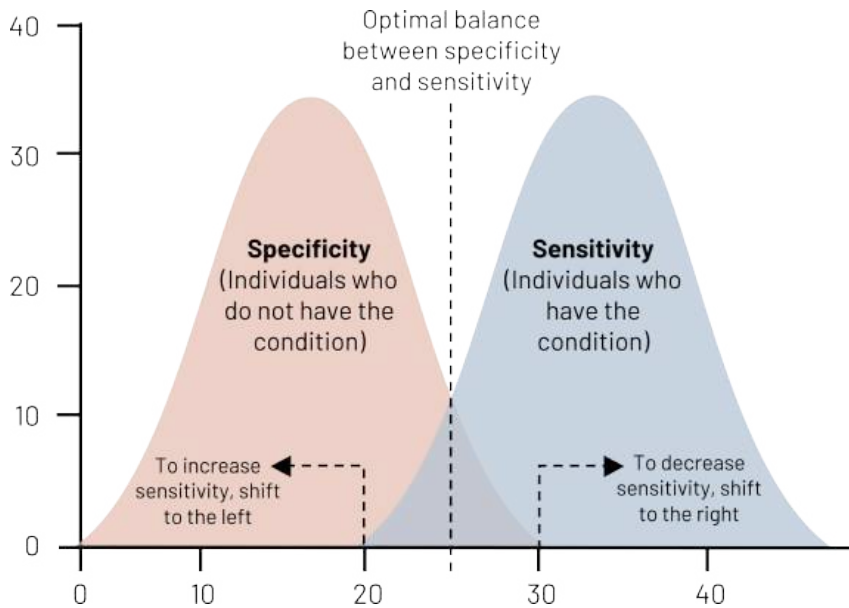 40
Optimal balance
between specificity
and sensitivity
30
Specificity
(Individuals who
do not have the
condition)
Sensitivity
(Individuals who
have the
condition)
20
10
To increase
sensitivity, shift
to the left
To decrease
sensitivity, shift
to the right
0
0 10 20 30 40